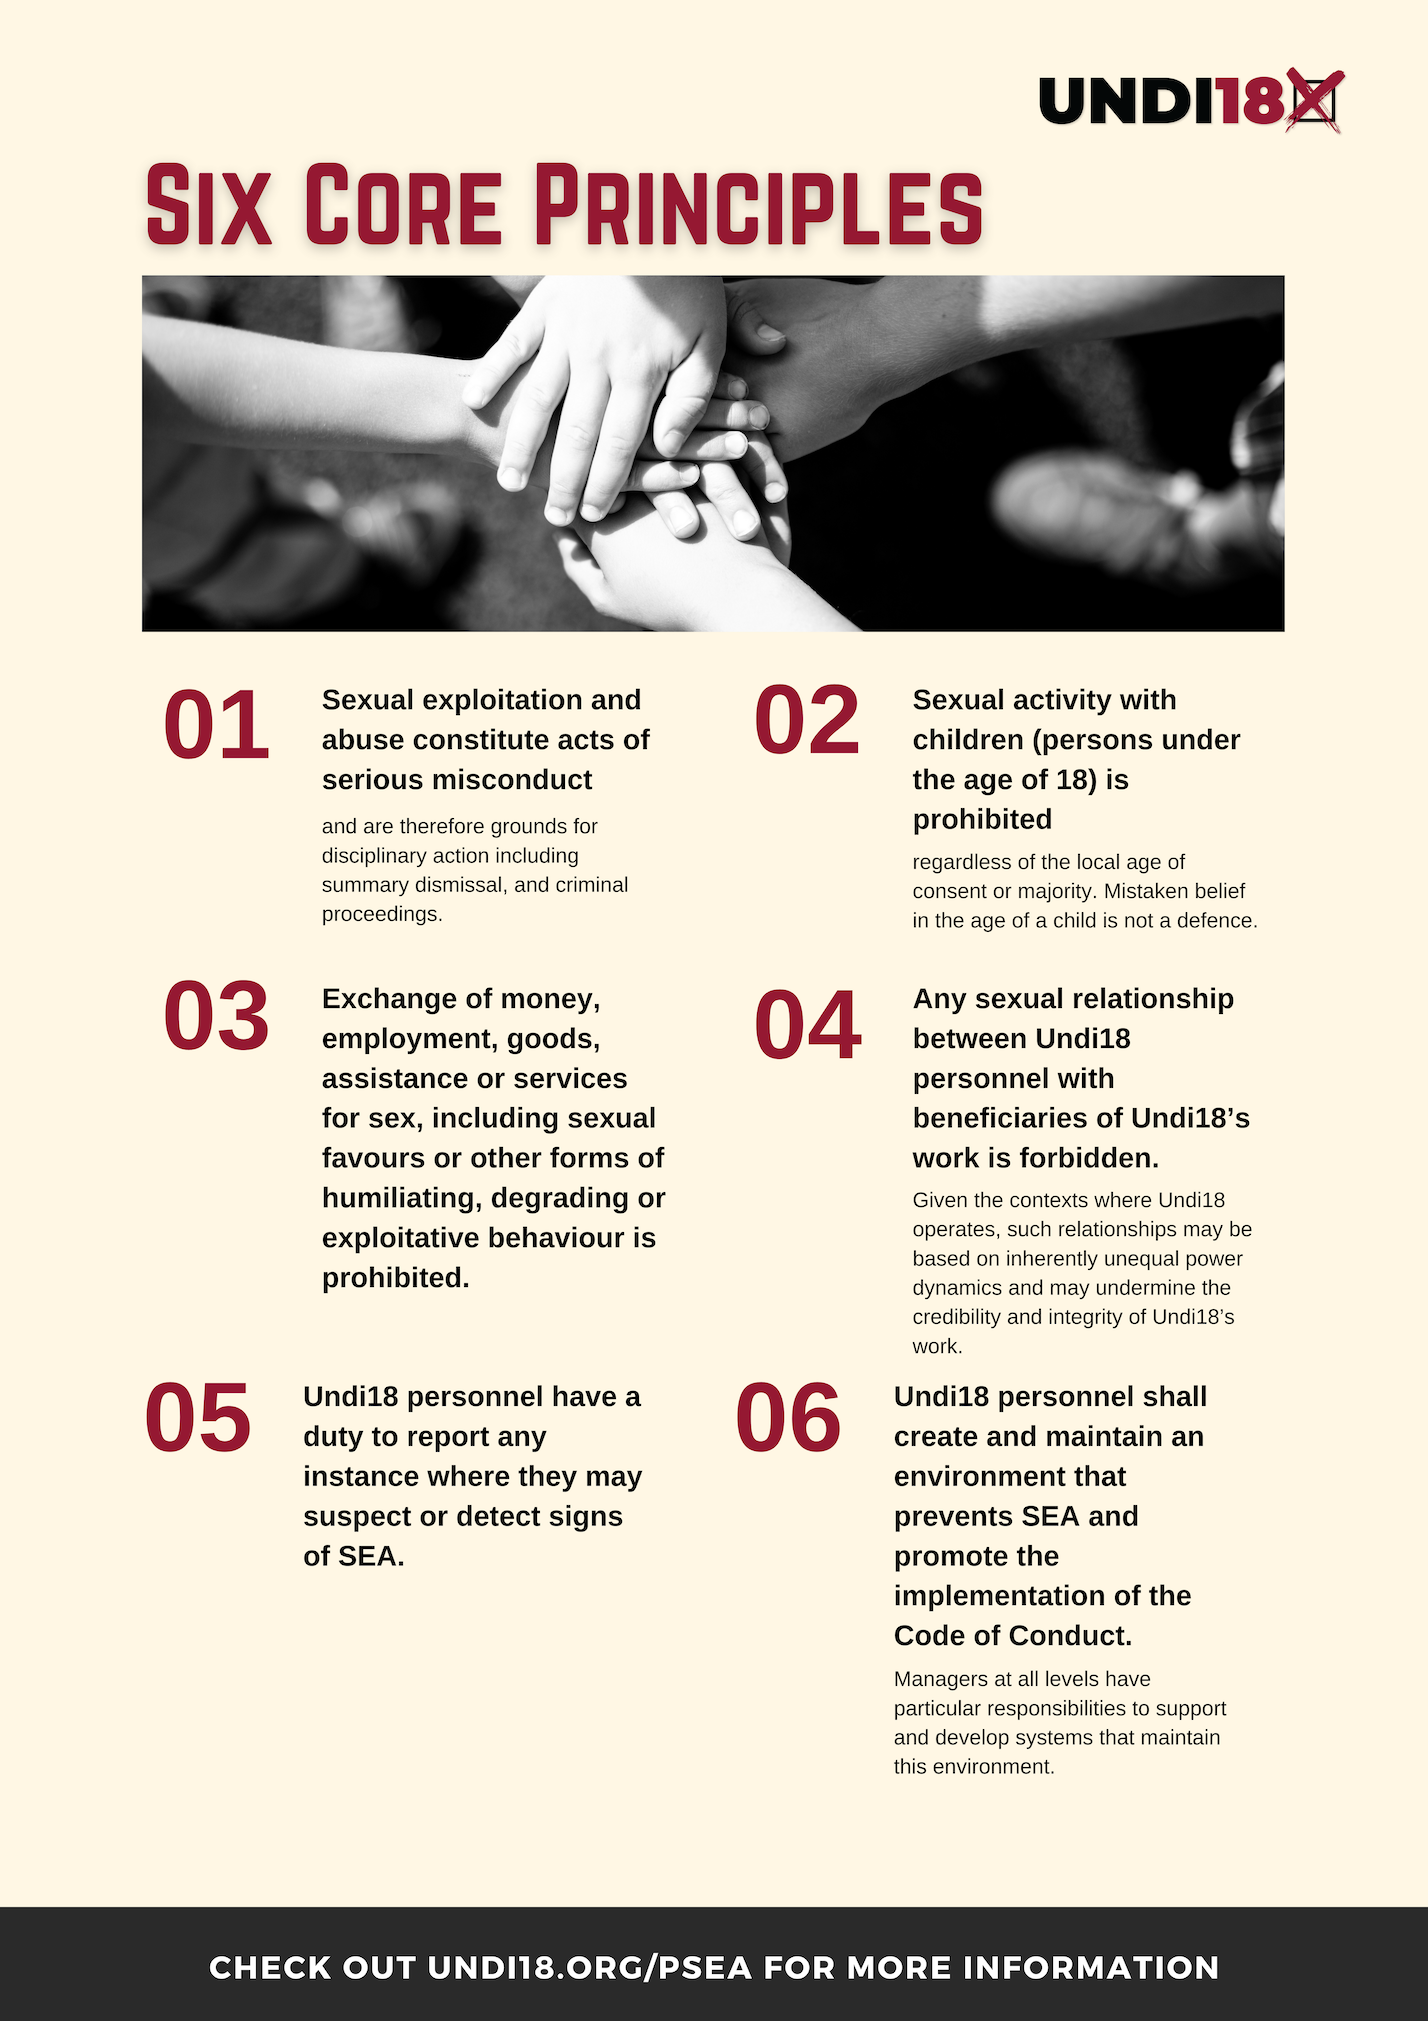 UNDI18
Six Core Principles
01
Sexual exploitation and
abuse constitute acts of
serious misconduct
and are therefore grounds for
disciplinary action including
summary dismissal, and criminal
proceedings.
02
Sexual activity with
children (persons under
the age of 18) is
prohibited
regardless of the local age of
consent or majority. Mistaken belief
in the age of a child is not a defence.
03
Exchange of money,
employment, goods,
assistance or services
for sex, including sexual
favours or other forms of
humiliating, degrading or
exploitative behaviour is
prohibited.
04
Any sexual relationship
between Undi18
personnel with
beneficiaries of Undi18’s
work is forbidden.
Given the contexts where Undi18
operates, such relationships may be
based on inherently unequal power
dynamics and may undermine the
credibility and integrity of Undi18’s
work.
05
Undi18 personnel have a
duty to report any
instance where they may
suspect or detect signs
of SEA.
06
Undi18 personnel shall
create and maintain an
environment that
prevents SEA and
promote the
implementation of the
Code of Conduct.
Managers at all levels have
particular responsibilities to support
and develop systems that maintain
this environment.
CHECK OUT UNDI18.ORG/PSEA FOR MORE INFORMATION